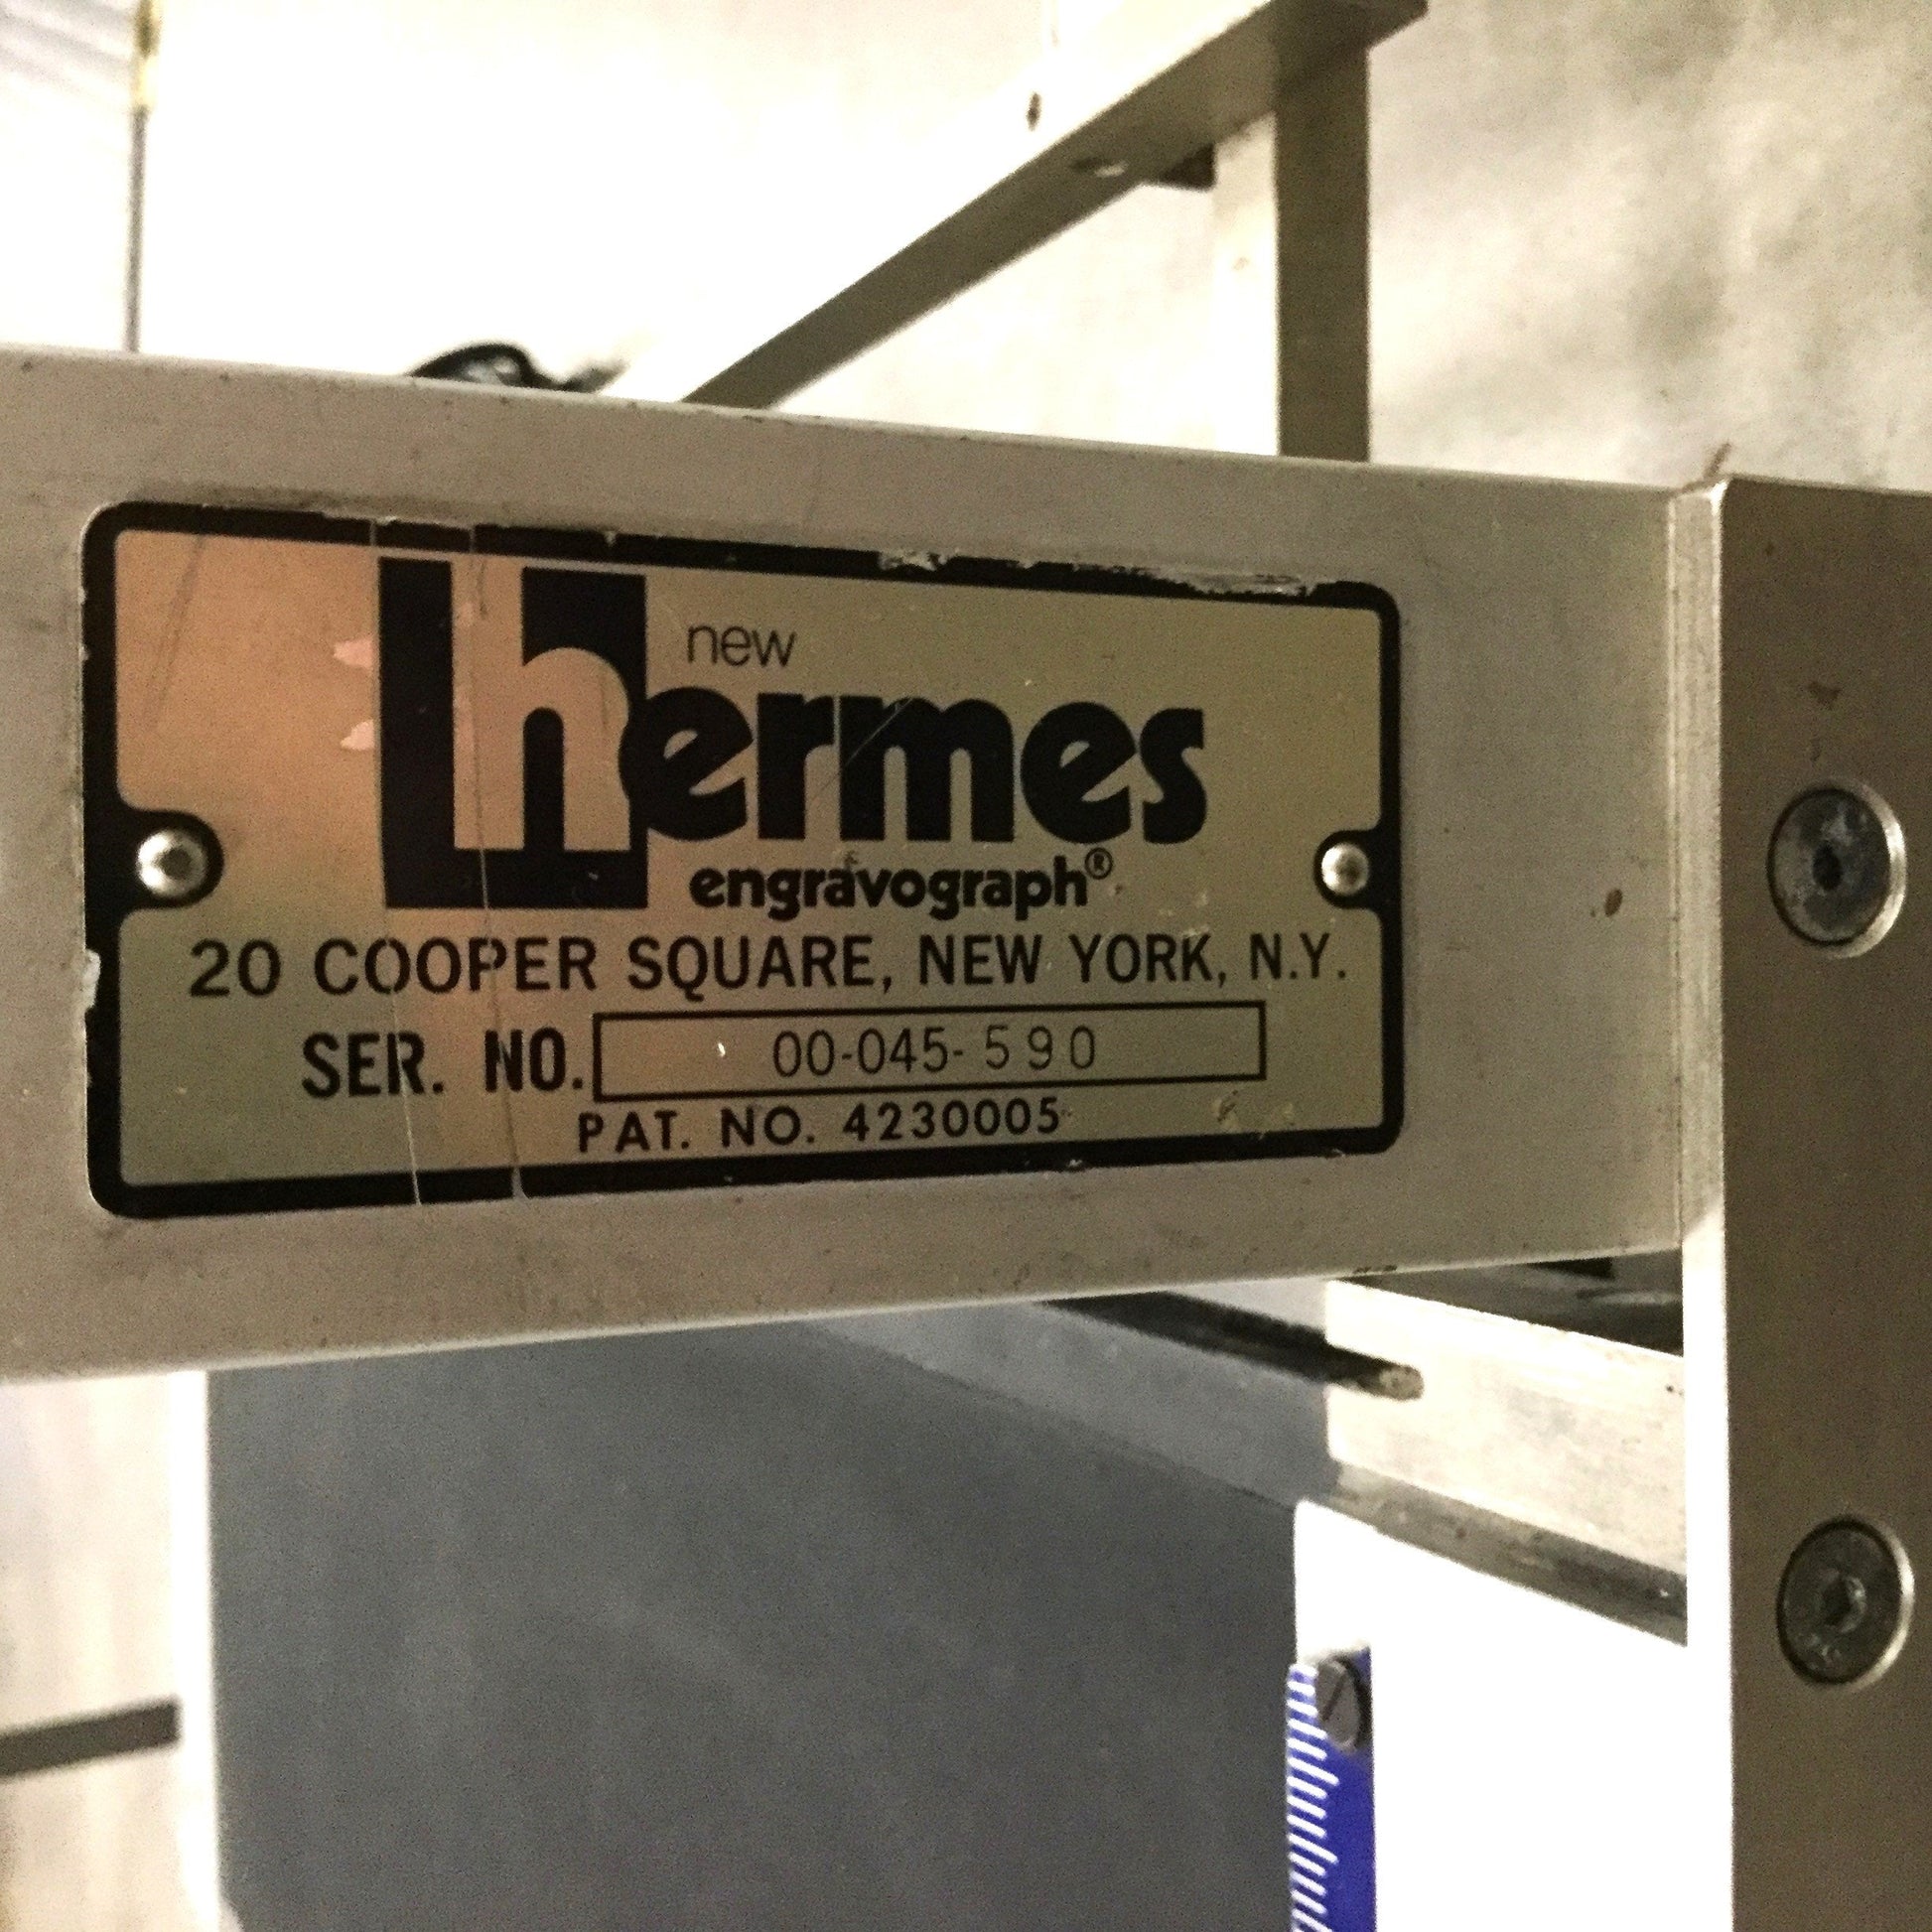 new
hermes
engravograph®
20 COOPER SQUARE, NEW YORK, N.Y.
SER. NO. 00-045-590
PAT. NO. 4230005